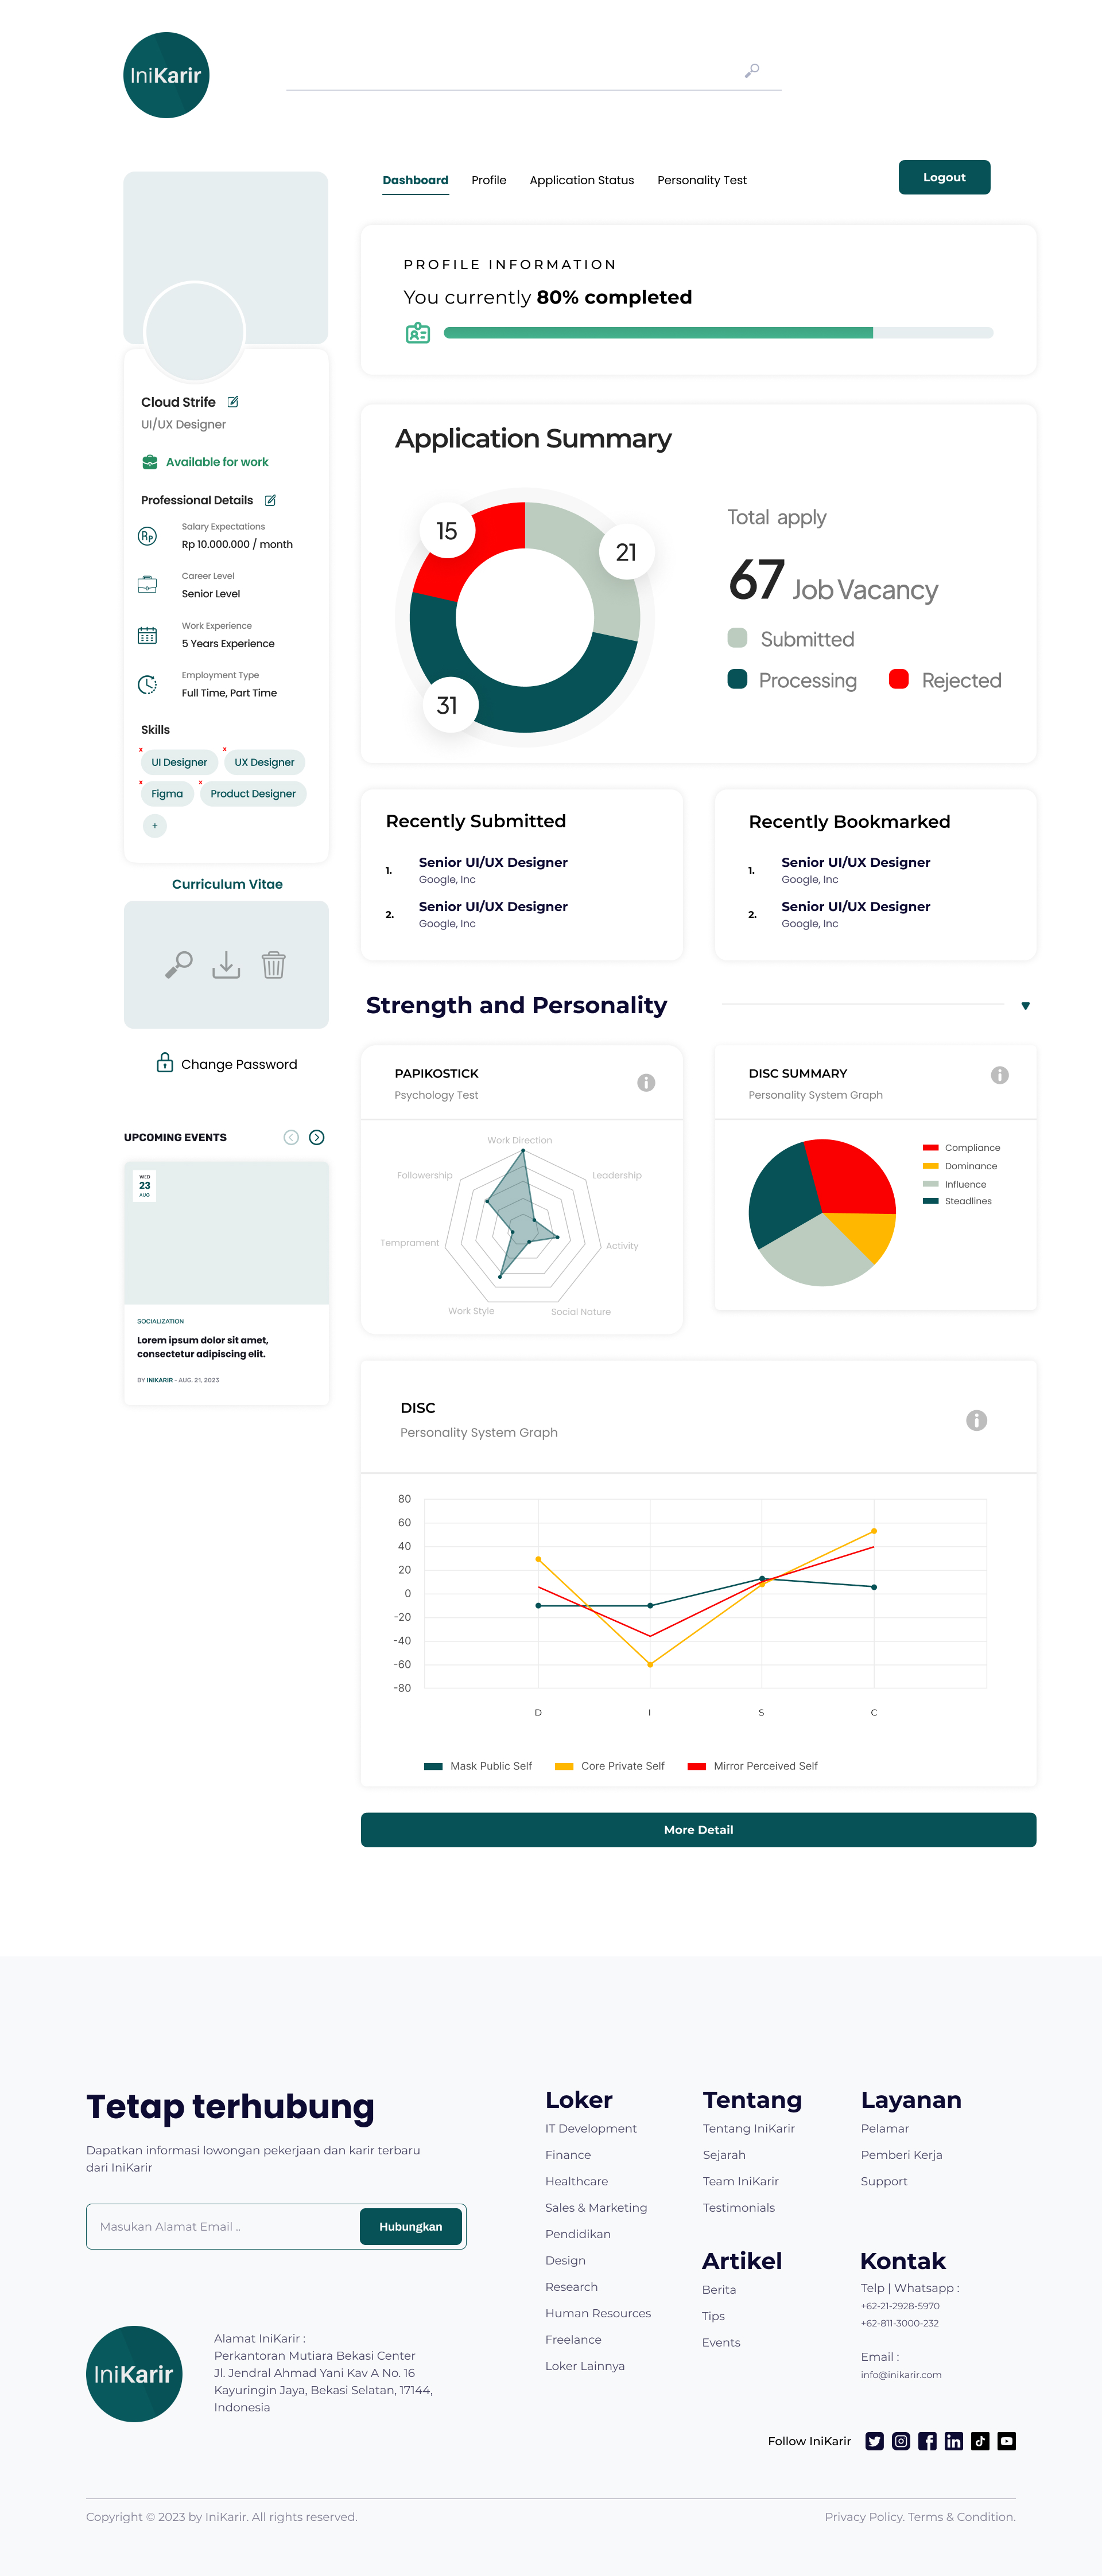 IniKarir
Dashboard
Profile
Application Status
Personality Test
Logout
Cloud Strife
UI/UX Designer
Available for work
Professional Details
Salary Expectations
Rp
Rp 10.000.000 / month
Career Level
Senior Level
Work Experience
5 Years Experience
Employment Type
Full Time, Part Time
Skills
x
UI Designer
x
UX Designer
x
Figma
x
Product Designer
+
Curriculum Vitae
Change Password
UPCOMING EVENTS
WED
23
AUG
SOCIALIZATION
Lorem ipsum dolor sit amet,
consectetur adipiscing elit.
BY INIKARIR - AUG. 21, 2023
PROFILE INFORMATION
You currently 80% completed
Application Summary
15
21
31
Total apply
67 Job Vacancy
Submitted
Processing
Rejected
Recently Submitted
1.
Senior UI/UX Designer
Google, Inc
2.
Senior UI/UX Designer
Google, Inc
Recently Bookmarked
1.
Senior UI/UX Designer
Google, Inc
2.
Senior UI/UX Designer
Google, Inc
Strength and Personality
PAPIKOSTICK
Psychology Test
Work Direction
Followership
Leadership
Temprament
Activity
Work Style
Social Nature
DISC SUMMARY
Personality System Graph
Compliance
Dominance
Influence
Steadlines
DISC
Personality System Graph
80
60
40
20
0
-20
-40
-60
-80
D
I
S
C
Mask Public Self
Core Private Self
Mirror Perceived Self
More Detail
Tetap terhubung
Dapatkan informasi lowongan pekerjaan dan karir terbaru
dari IniKarir
Masukan Alamat Email ..
Hubungkan
IniKarir
Alamat IniKarir :
Perkantoran Mutiara Bekasi Center
Jl. Jendral Ahmad Yani Kav A No. 16
Kayuringin Jaya, Bekasi Selatan, 17144,
Indonesia
Loker
IT Development
Finance
Healthcare
Sales & Marketing
Pendidikan
Design
Research
Human Resources
Freelance
Loker Lainnya
Tentang
Tentang IniKarir
Sejarah
Team IniKarir
Testimonials
Layanan
Pelamar
Pemberi Kerja
Support
Artikel
Berita
Tips
Events
Kontak
Telp | Whatsapp :
+62-21-2928-5970
+62-811-3000-232
Email :
info@inikarir.com
Follow IniKarir
Copyright © 2023 by IniKarir. All rights reserved.
Privacy Policy. Terms & Condition.